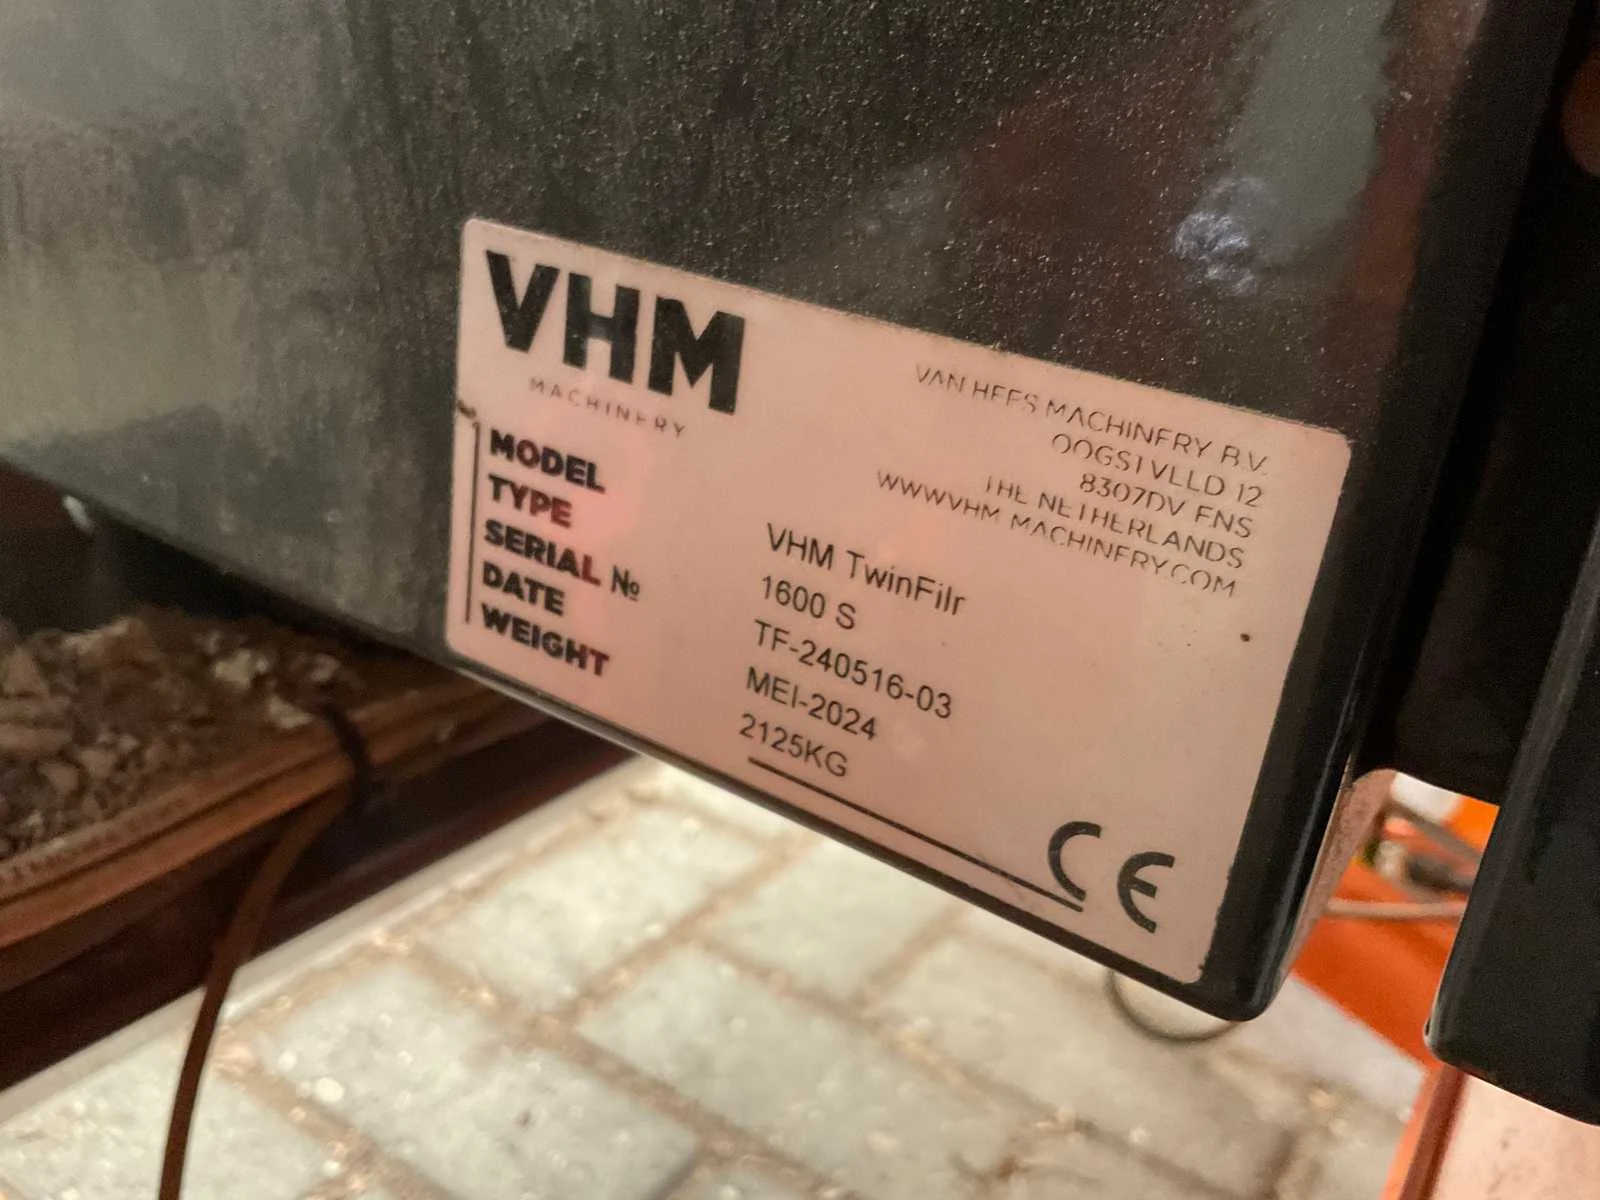 VHM
MACHINERY
VAN HEES MACHINERY B.V.
OOGSTVELD 12
8307DV ENS
THE NETHERLANDS
WWW.VHM MACHINERY.COM
MODEL VHM TwinFilr
TYPE 1600 S
SERIAL № TF-240516-03
DATE MEI-2024
WEIGHT 2125KG
CE